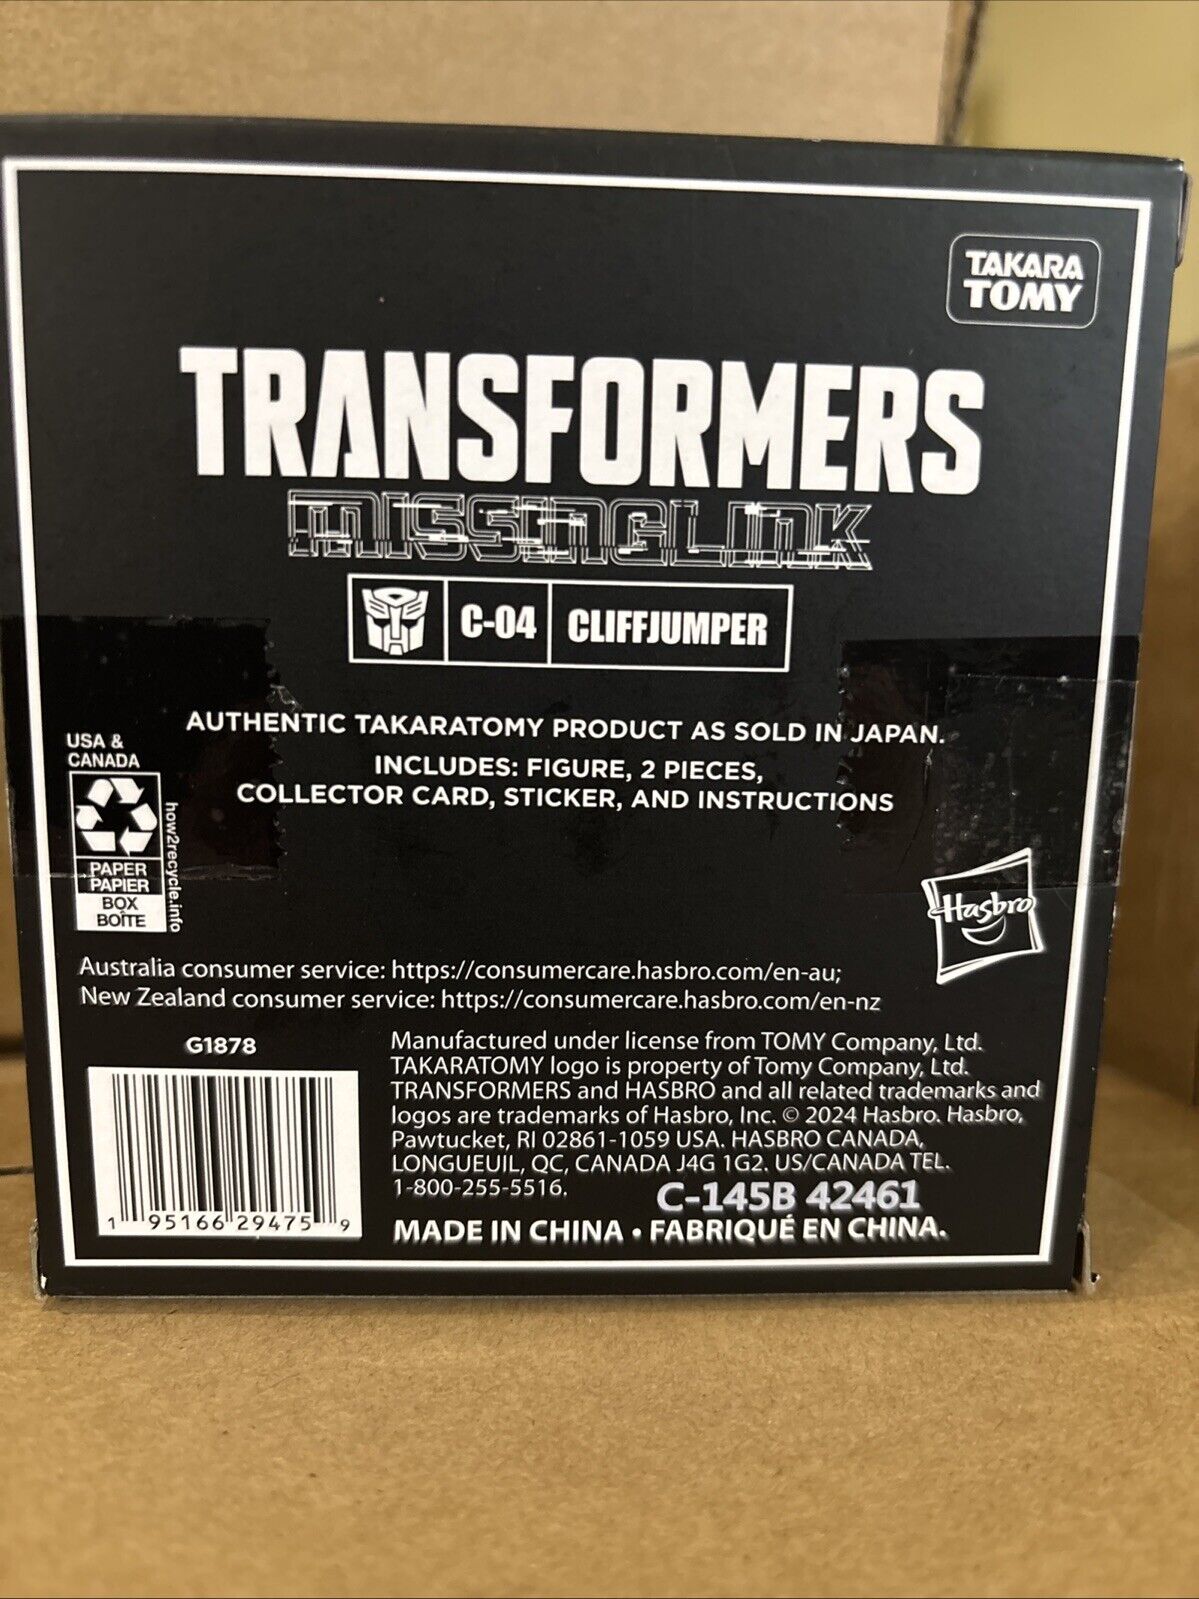 TAKARA
TOMY
TRANSFORMERS
MISSING LINK
C-04
CLIFFJUMPER
AUTHENTIC TAKARATOMY PRODUCT AS SOLD IN JAPAN.
INCLUDES: FIGURE, 2 PIECES,
COLLECTOR CARD, STICKER, AND INSTRUCTIONS
USA &
CANADA
PAPER
PAPIER
BOX
BOÎTE
how2recycle.info
Hasbro
Australia consumer service: https://consumercare.hasbro.com/en-au;
New Zealand consumer service: https://consumercare.hasbro.com/en-nz
G1878
1 95166 29475 9
Manufactured under license from TOMY Company, Ltd.
TAKARATOMY logo is property of Tomy Company, Ltd.
TRANSFORMERS and HASBRO and all related trademarks and
logos are trademarks of Hasbro, Inc. © 2024 Hasbro. Hasbro,
Pawtucket, RI 02861-1059 USA. HASBRO CANADA,
LONGUEUIL, QC, CANADA J4G 1G2. US/CANADA TEL.
1-800-255-5516.
C-145B 42461
MADE IN CHINA • FABRIQUÉ EN CHINA.